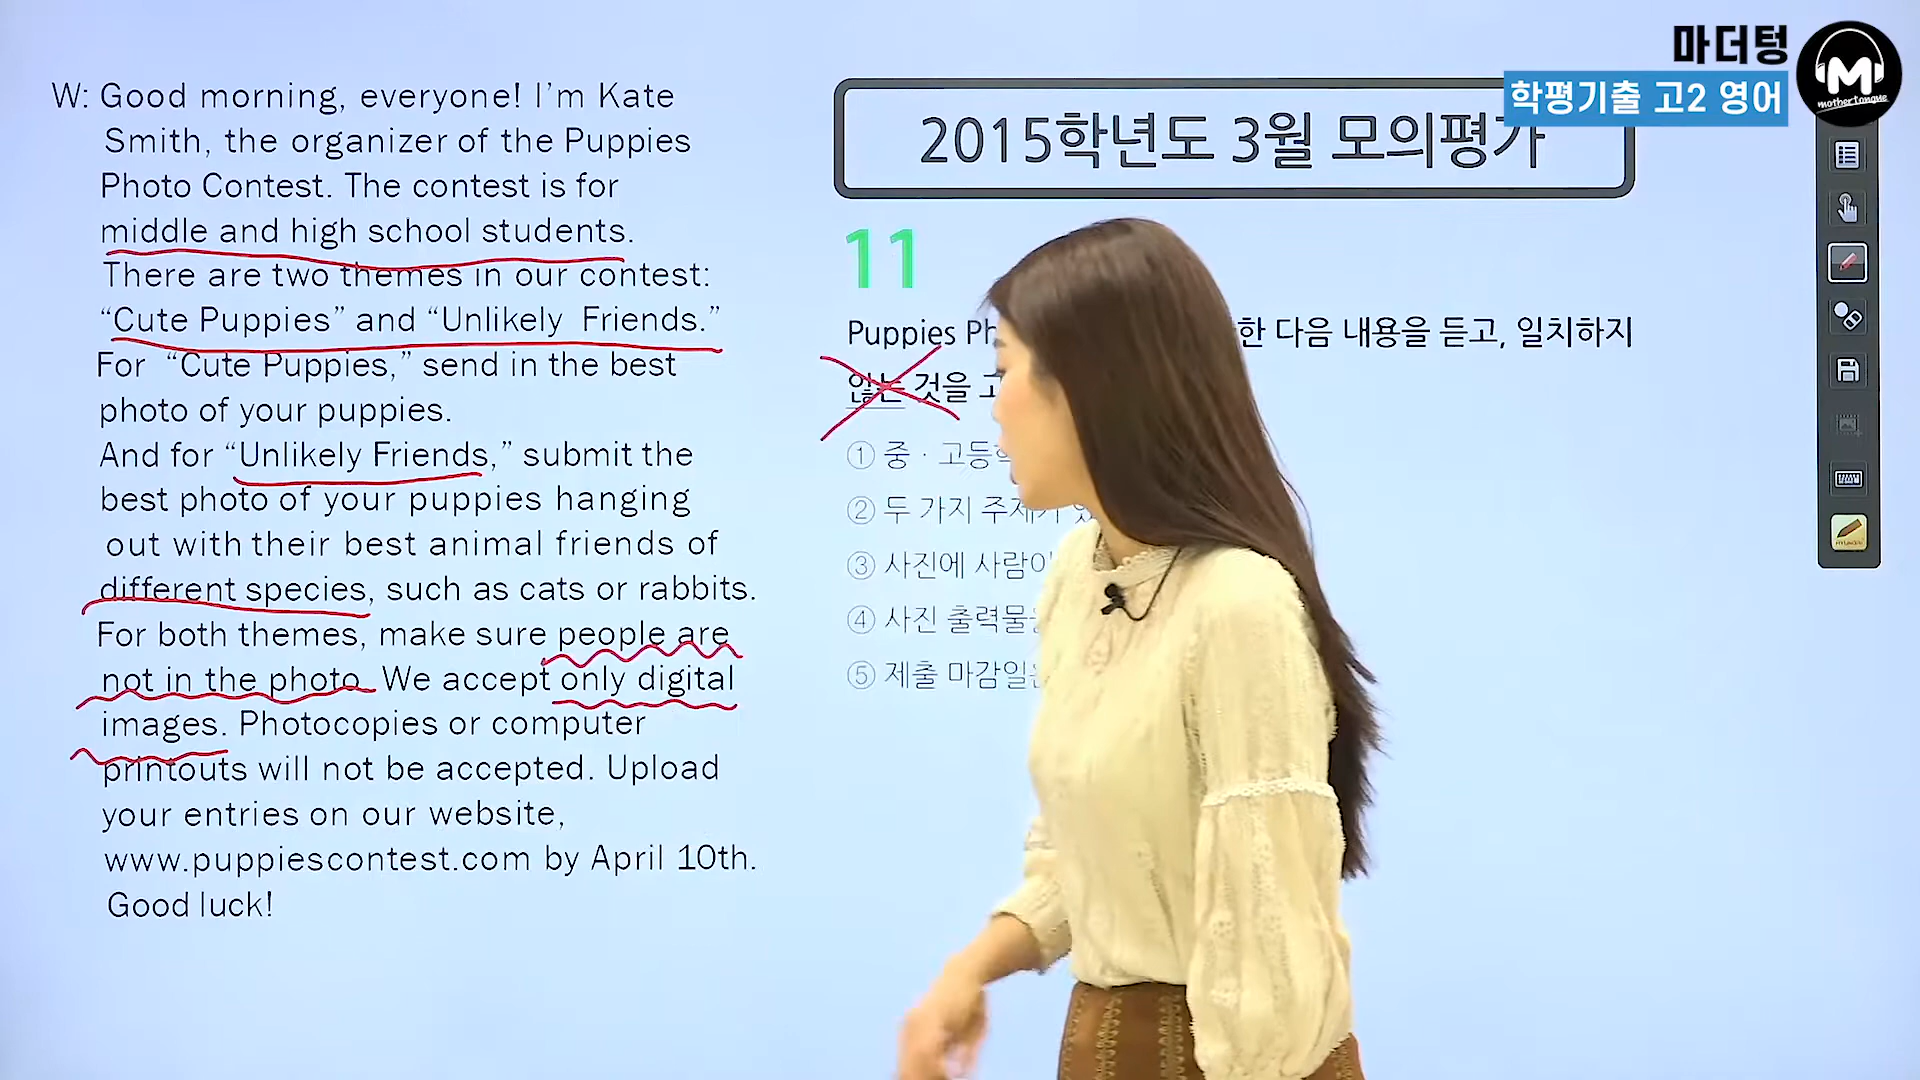 마더텅
학평기출 고2 영어
M
mothertongue
2015학년도 3월 모의평가
W: Good morning, everyone! I'm Kate
Smith, the organizer of the Puppies
Photo Contest. The contest is for
middle and high school students.
There are two themes in our contest:
“Cute Puppies” and “Unlikely Friends.”
For “Cute Puppies,” send in the best
photo of your puppies.
And for “Unlikely Friends,” submit the
best photo of your puppies hanging
out with their best animal friends of
different species, such as cats or rabbits.
For both themes, make sure people are
not in the photo. We accept only digital
images. Photocopies or computer
printouts will not be accepted. Upload
your entries on our website,
www.puppiescontest.com by April 10th.
Good luck!
11
Puppies 한 다음 내용을 듣고, 일치하지
않는 것을
① 중 · 고등
② 두 가지 주제가
③ 사진에 사람이
④ 사진 출력물
⑤ 제출 마감일은